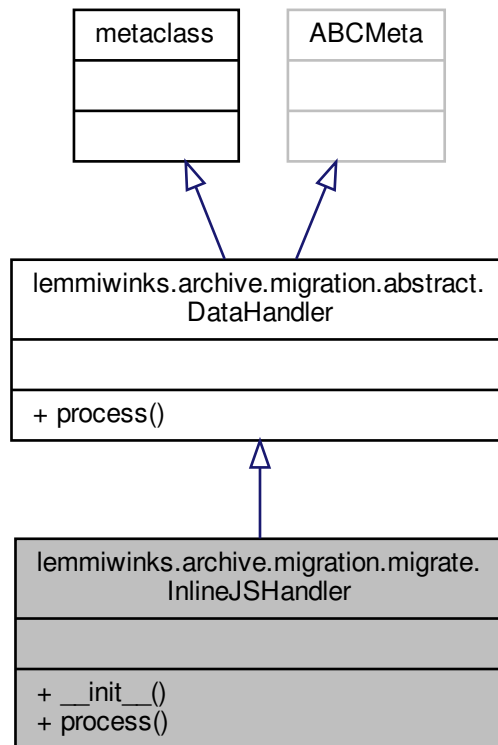 metaclass
ABCMeta
lemmiwinks.archive.migration.abstract.
DataHandler
+ process()
lemmiwinks.archive.migration.migrate.
InlineJSHandler
+ __init__()
+ process()